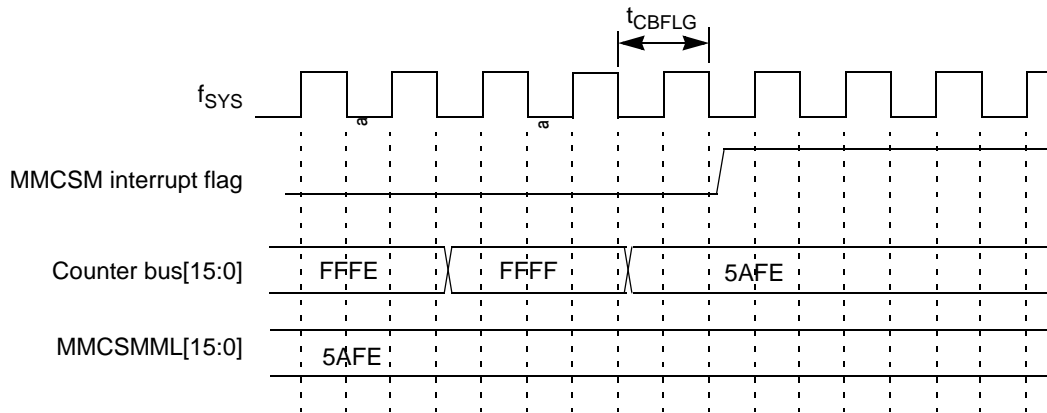 tCBFLG
fSYS
a a
MMCSM interrupt flag
Counter bus[15:0] FFFE FFFF 5AFE
MMCSMML[15:0]
5AFE